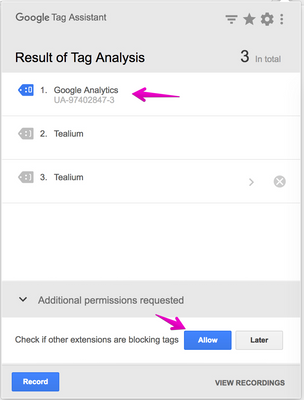 Google Tag Assistant
Result of Tag Analysis 3 In total
1. Google Analytics
UA-97402847-3
2. Tealium
3. Tealium
Additional permissions requested
Check if other extensions are blocking tags Allow Later
Record VIEW RECORDINGS